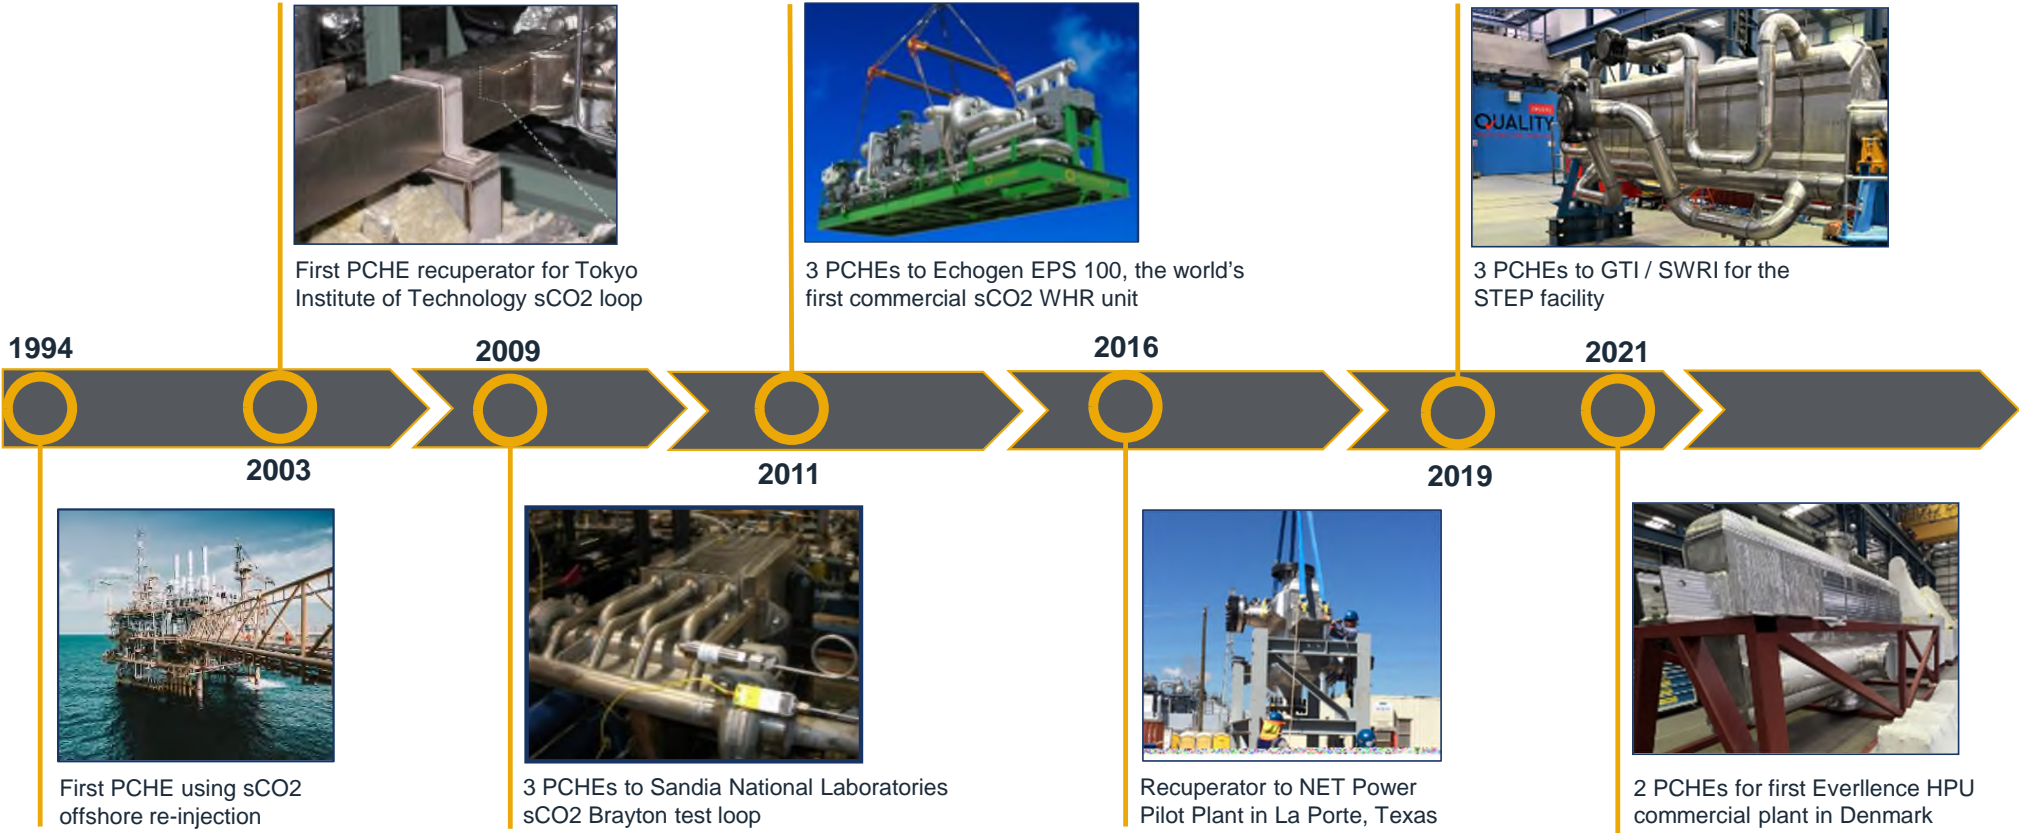 First PCHE recuperator for Tokyo
Institute of Technology sCO2 loop
3 PCHEs to Echogen EPS 100, the world's
first commercial sCO2 WHR unit
QUALITY
3 PCHEs to GTI / SWRI for the
STEP facility
1994
2009
2016
2021
2003
2011
2019
First PCHE using sCO2
offshore re-injection
3 PCHEs to Sandia National Laboratories
sCO2 Brayton test loop
Recuperator to NET Power
Pilot Plant in La Porte, Texas
2 PCHEs for first Everllence HPU
commercial plant in Denmark